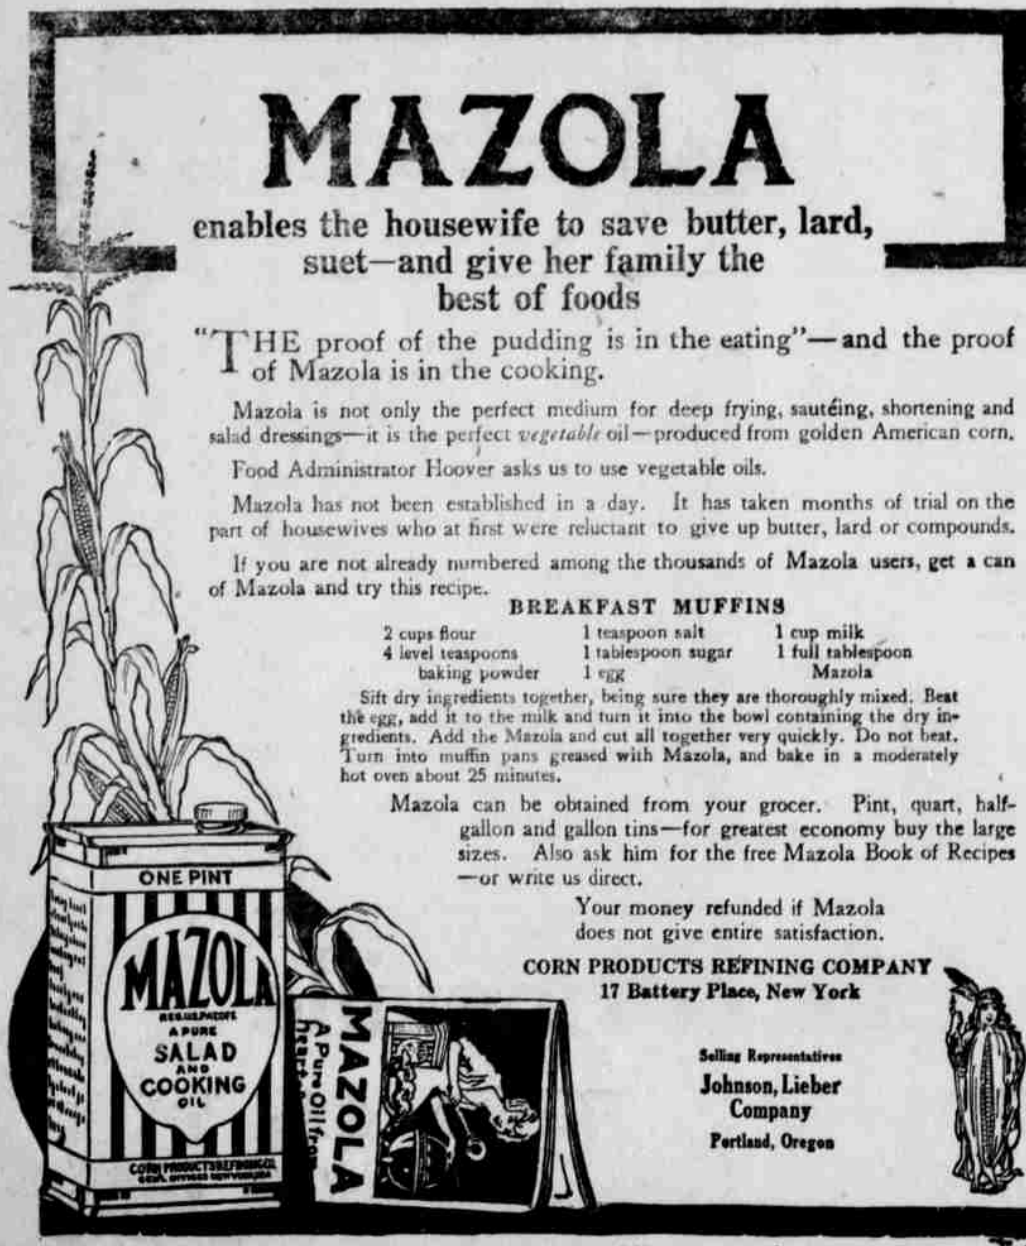 MAZOLA
enables the housewife to save butter, lard,
suet—and give her family the
best of foods
"THE proof of the pudding is in the eating"—and the proof
of Mazola is in the cooking.
Mazola is not only the perfect medium for deep frying, sautéing, shortening and
salad dressings—it is the perfect vegetable oil—produced from golden American corn.
Food Administrator Hoover asks us to use vegetable oils.
Mazola has not been established in a day. It has taken months of trial on the
part of housewives who at first were reluctant to give up butter, lard or compounds.
If you are not already numbered among the thousands of Mazola users, get a can
of Mazola and try this recipe.
BREAKFAST MUFFINS
2 cups flour 1 teaspoon salt 1 cup milk
4 level teaspoons 1 tablespoon sugar 1 full tablespoon
baking powder 1 egg Mazola
Sift dry ingredients together, being sure they are thoroughly mixed. Beat
the egg, add it to the milk and turn it into the bowl containing the dry in-
gredients. Add the Mazola and cut all together very quickly. Do not beat.
Turn into muffin pans greased with Mazola, and bake in a moderately
hot oven about 25 minutes.
Mazola can be obtained from your grocer. Pint, quart, half-
gallon and gallon tins—for greatest economy buy the large
sizes. Also ask him for the free Mazola Book of Recipes
—or write us direct.
Your money refunded if Mazola
does not give entire satisfaction.
CORN PRODUCTS REFINING COMPANY
17 Battery Place, New York
Selling Representatives
Johnson, Lieber
Company
Portland, Oregon
ONE PINT
MAZOLA
REG.U.S.PAT.OFF.
A PURE
SALAD
AND
COOKING
OIL
CORN PRODUCTS REFINING CO.
MAZOLA
A Pure Oil from